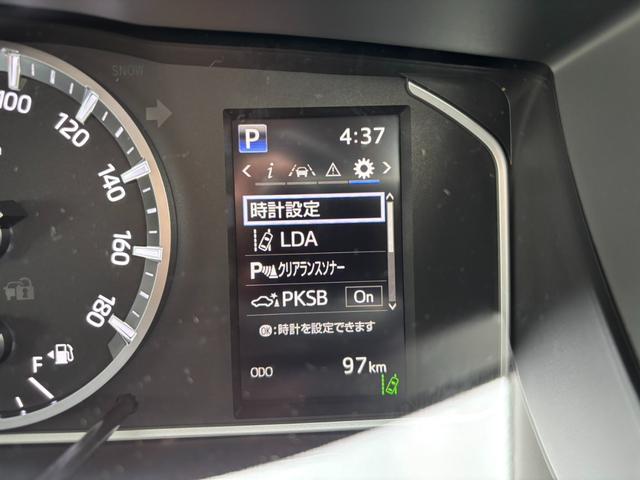 SNOW
100
120
140
160
180
F
P 4:37
i
時計設定
LDA
P クリアランスソナー
PKSB On
OK:時計を設定できます
ODO 97km